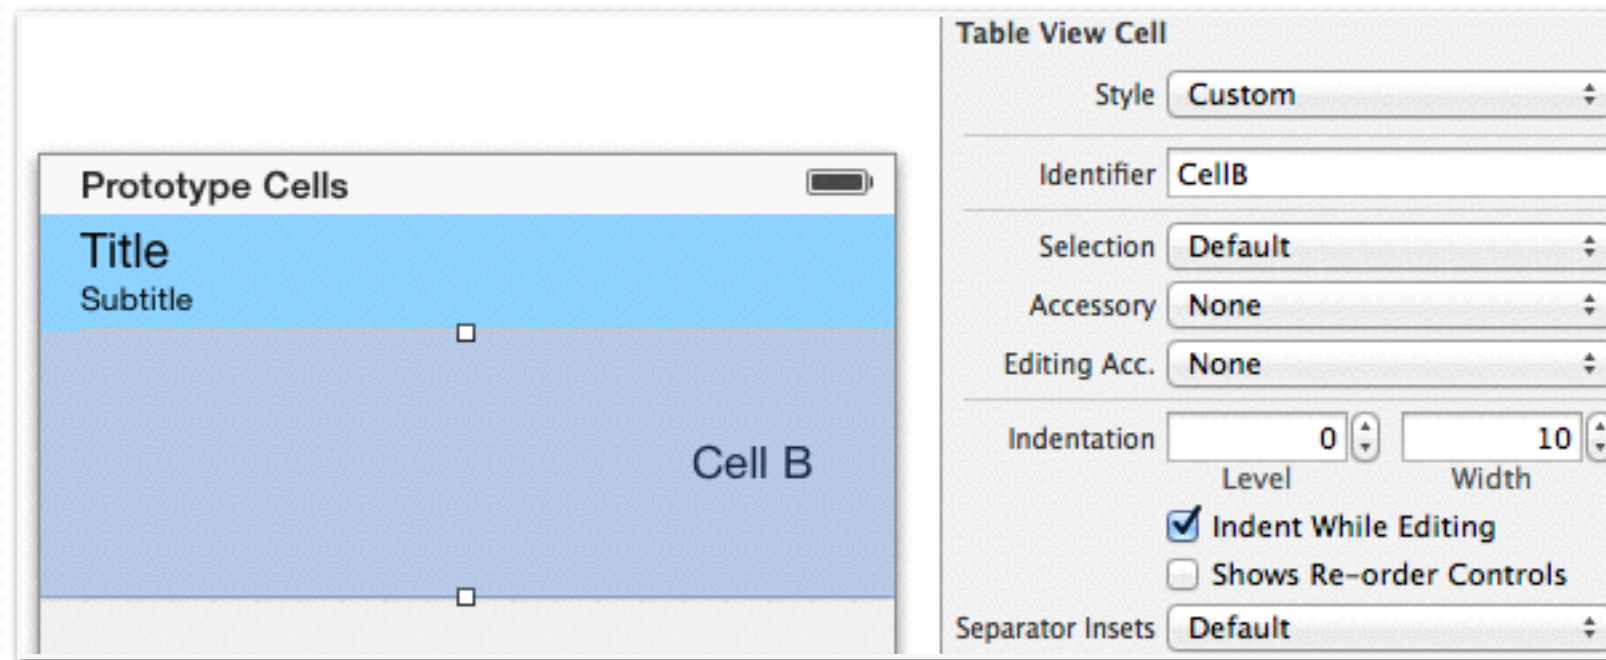 Prototype Cells
Title
Subtitle
Cell B
Table View Cell
Style Custom
Identifier CellB
Selection Default
Accessory None
Editing Acc. None
Indentation 0 10
Level Width
Indent While Editing
Shows Re-order Controls
Separator Insets Default